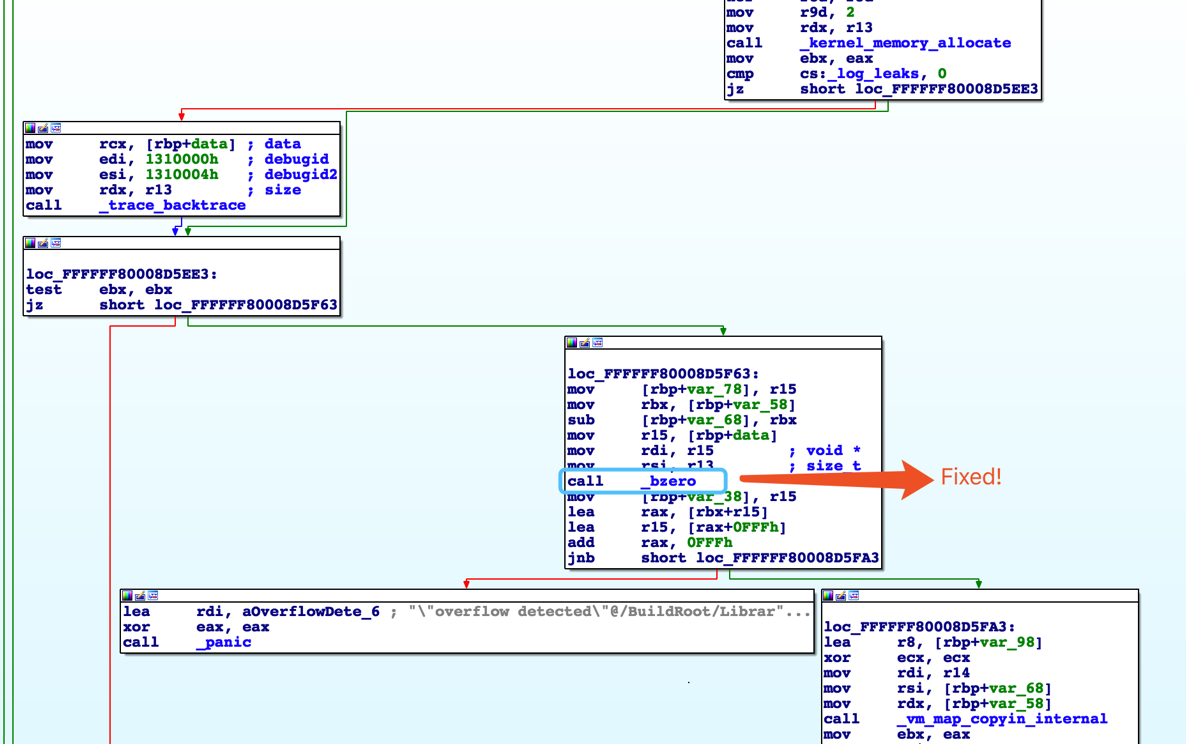 mov r9d, 2
mov rdx, r13
call _kernel_memory_allocate
mov ebx, eax
cmp cs:_log_leaks, 0
jz short loc_FFFFFF80008D5EE3
mov rcx, [rbp+data] ; data
mov edi, 1310000h ; debugid
mov esi, 1310004h ; debugid2
mov rdx, r13 ; size
call _trace_backtrace
loc_FFFFFF80008D5EE3:
test ebx, ebx
jz short loc_FFFFFF80008D5F63
loc_FFFFFF80008D5F63:
mov [rbp+var_78], r15
mov rbx, [rbp+var_58]
sub [rbp+var_68], rbx
mov r15, [rbp+data]
mov rdi, r15 ; void *
mov rsi, r13 ; size_t
call _bzero
Fixed!
mov [rbp+var_38], r15
lea rax, [rbx+r15]
lea r15, [rax+0FFFh]
add rax, 0FFFh
jnb short loc_FFFFFF80008D5FA3
lea rdi, aOverflowDete_6 ; "\"overflow detected\"@/BuildRoot/Librar"...
xor eax, eax
call _panic
loc_FFFFFF80008D5FA3:
lea r8, [rbp+var_98]
xor ecx, ecx
mov rdi, r14
mov rsi, [rbp+var_68]
mov rdx, [rbp+var_58]
call _vm_map_copyin_internal
mov ebx, eax